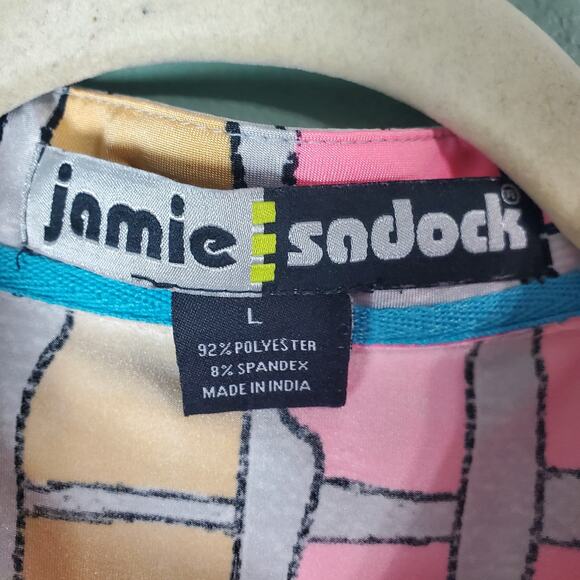 jamie sadock®
L
92% POLYESTER
8% SPANDEX
MADE IN INDIA